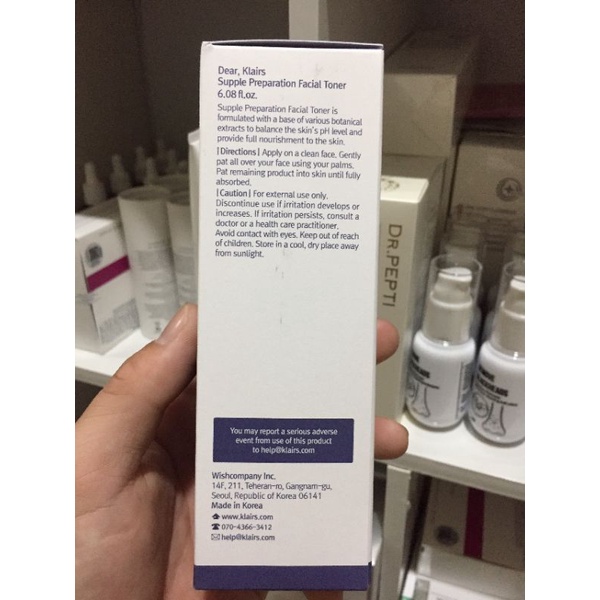 Dear, Klairs
Supple Preparation Facial Toner
6.08 fl.oz.
Supple Preparation Facial Toner is
formulated with a base of various botanical
extracts to balance the skin's pH level and
provide full nourishment to the skin.
| Directions | Apply on a clean face. Gently
pat all over your face using your palms.
Pat remaining product into skin until fully
absorbed.
| Caution | For external use only.
Discontinue use if irritation develops or
increases. If irritation persists, consult a
doctor or a health care practitioner.
Avoid contact with eyes. Keep out of reach
of children. Store in a cool, dry place away
from sunlight.
You may report a serious adverse
event from use of this product
to help@klairs.com
Wishcompany Inc.
14F, 211, Teheran-ro, Gangnam-gu,
Seoul, Republic of Korea 06141
Made in Korea
www.klairs.com
070-4366-3412
help@klairs.com
DR.PEPTI